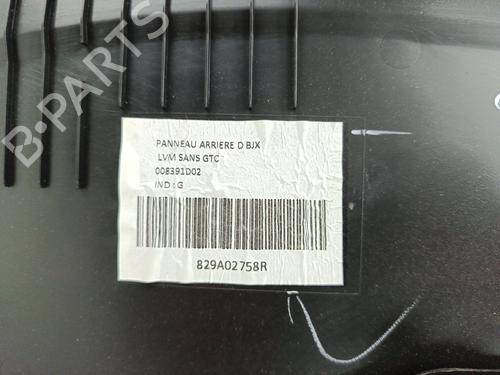 B-PARTS
PANNEAU ARRIERE D BJX
LVM SANS GTC
008391D02
IND : G
829A02758R